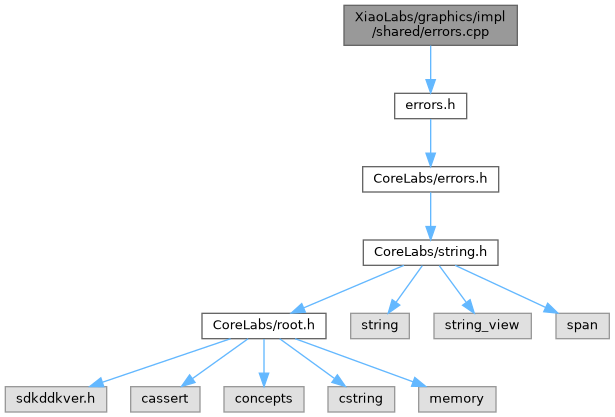 XiaoLabs/graphics/impl
/shared/errors.cpp
errors.h
CoreLabs/errors.h
CoreLabs/string.h
CoreLabs/root.h
string
string_view
span
sdkddkver.h
cassert
concepts
cstring
memory